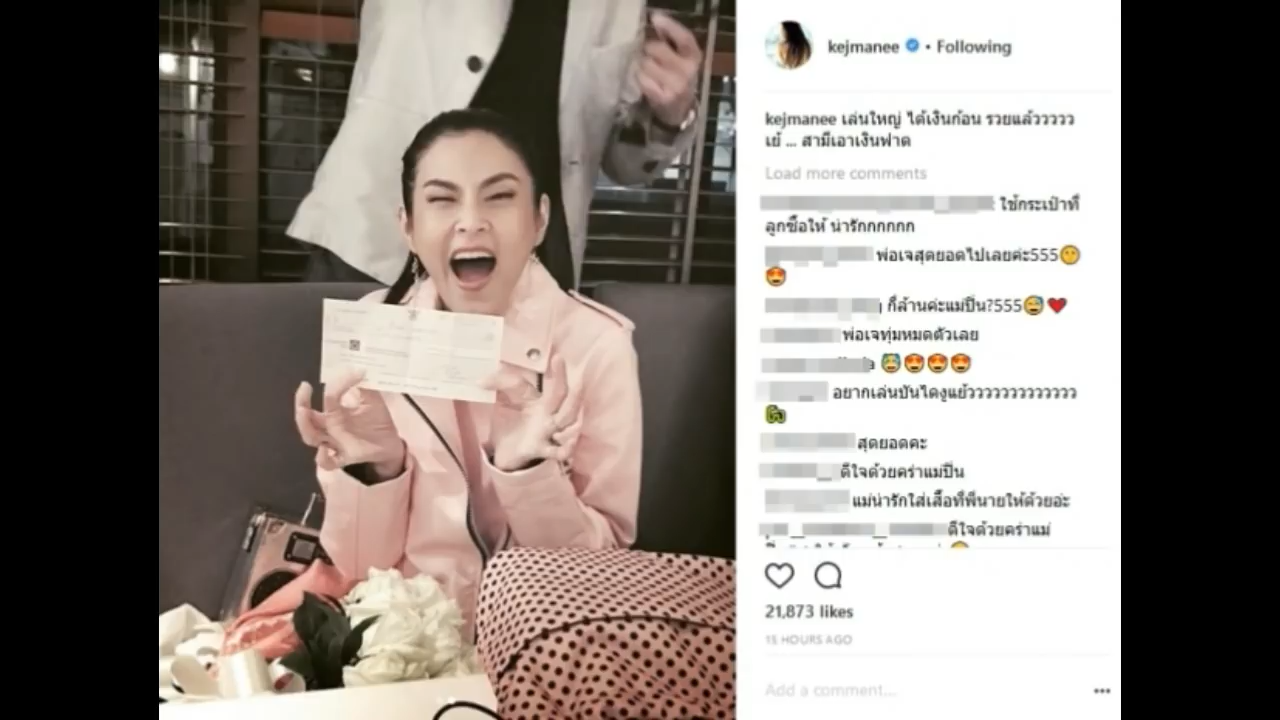 kejmanee • Following
kejmanee เล่นใหญ่ ได้เงินก้อน รวยแล้ววววว
เย้ ... สามีเอาเงินฟาด
Load more comments
ใช้กระเป๋าที่
ลูกซื้อให้ น่ารักกกกกก
พ่อเจสุดยอดไปเลยค่ะ555😶
😍
กี่ล้านค่ะแม่ปิ่น?555😅❤️
พ่อเจทุ่มหมดตัวเลย
😍😍😍
อยากเล่นบันไดงูแย้วววววววววววววว
🐍
สุดยอดคะ
ดีใจด้วยคร่าแม่ปิ่น
แม่น่ารักใส่เสื้อที่พี่นายให้ด้วยอ่ะ
ดีใจด้วยคร่าแม่
21,873 likes
15 HOURS AGO
Add a comment...